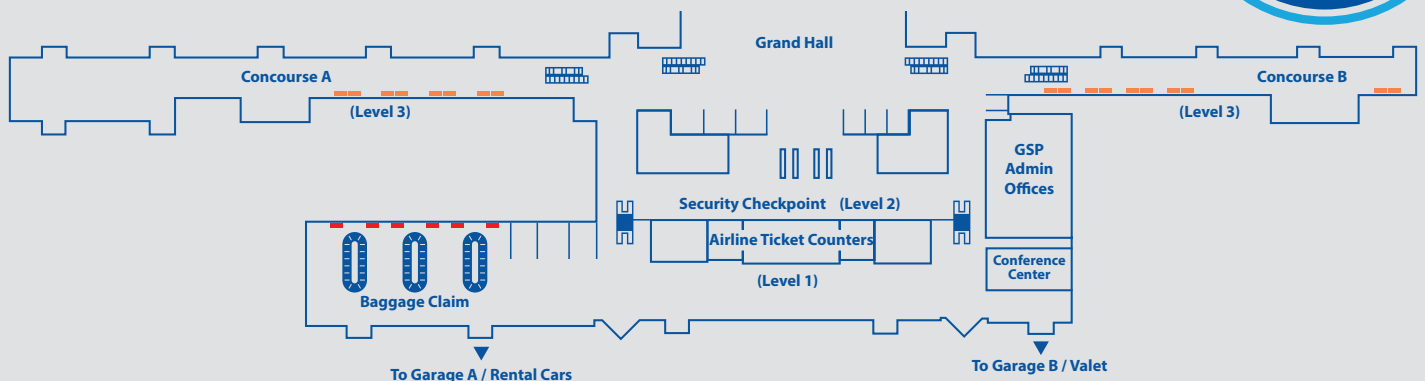 Grand Hall
Concourse A
Concourse B
(Level 3)
(Level 3)
GSP
Admin
Offices
Security Checkpoint (Level 2)
Airline Ticket Counters
Conference
Center
(Level 1)
Baggage Claim
To Garage B / Valet
To Garage A / Rental Cars